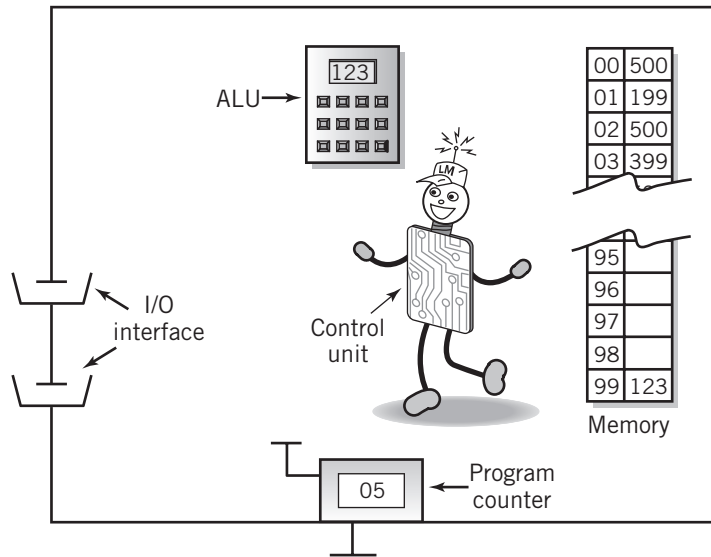 123
ALU
00 500
01 199
02 500
03 399
LM
95
96
97
98
99 123
Memory
I/O
interface
Control
unit
05
Program
counter